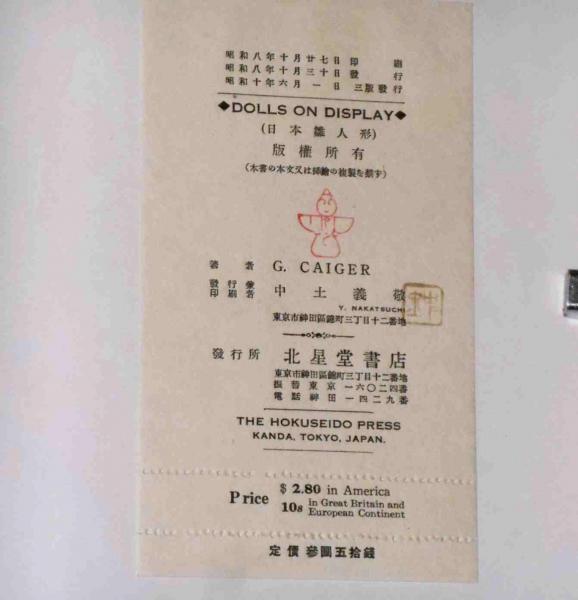 昭和八年十月廿七日 印刷
昭和八年十月三十日 發行
昭和十年六月一日 三版發行
◆DOLLS ON DISPLAY◆
(日本雛人形)
版權所有
(本書の本文又は挿繪の複製を禁ず)
著者 G. CAIGER
發行兼印刷者 中土義敬
Y. NAKATSUCHI
東京市神田區錦町三丁目十二番地
發行所 北星堂書店
東京市神田區錦町三丁目十二番地
振替東京一六〇二四番
電話神田一四二九番
THE HOKUSEIDO PRESS
KANDA, TOKYO, JAPAN.
Price $ 2.80 in America
10s in Great Britain and European Continent
定價 參圓五拾錢